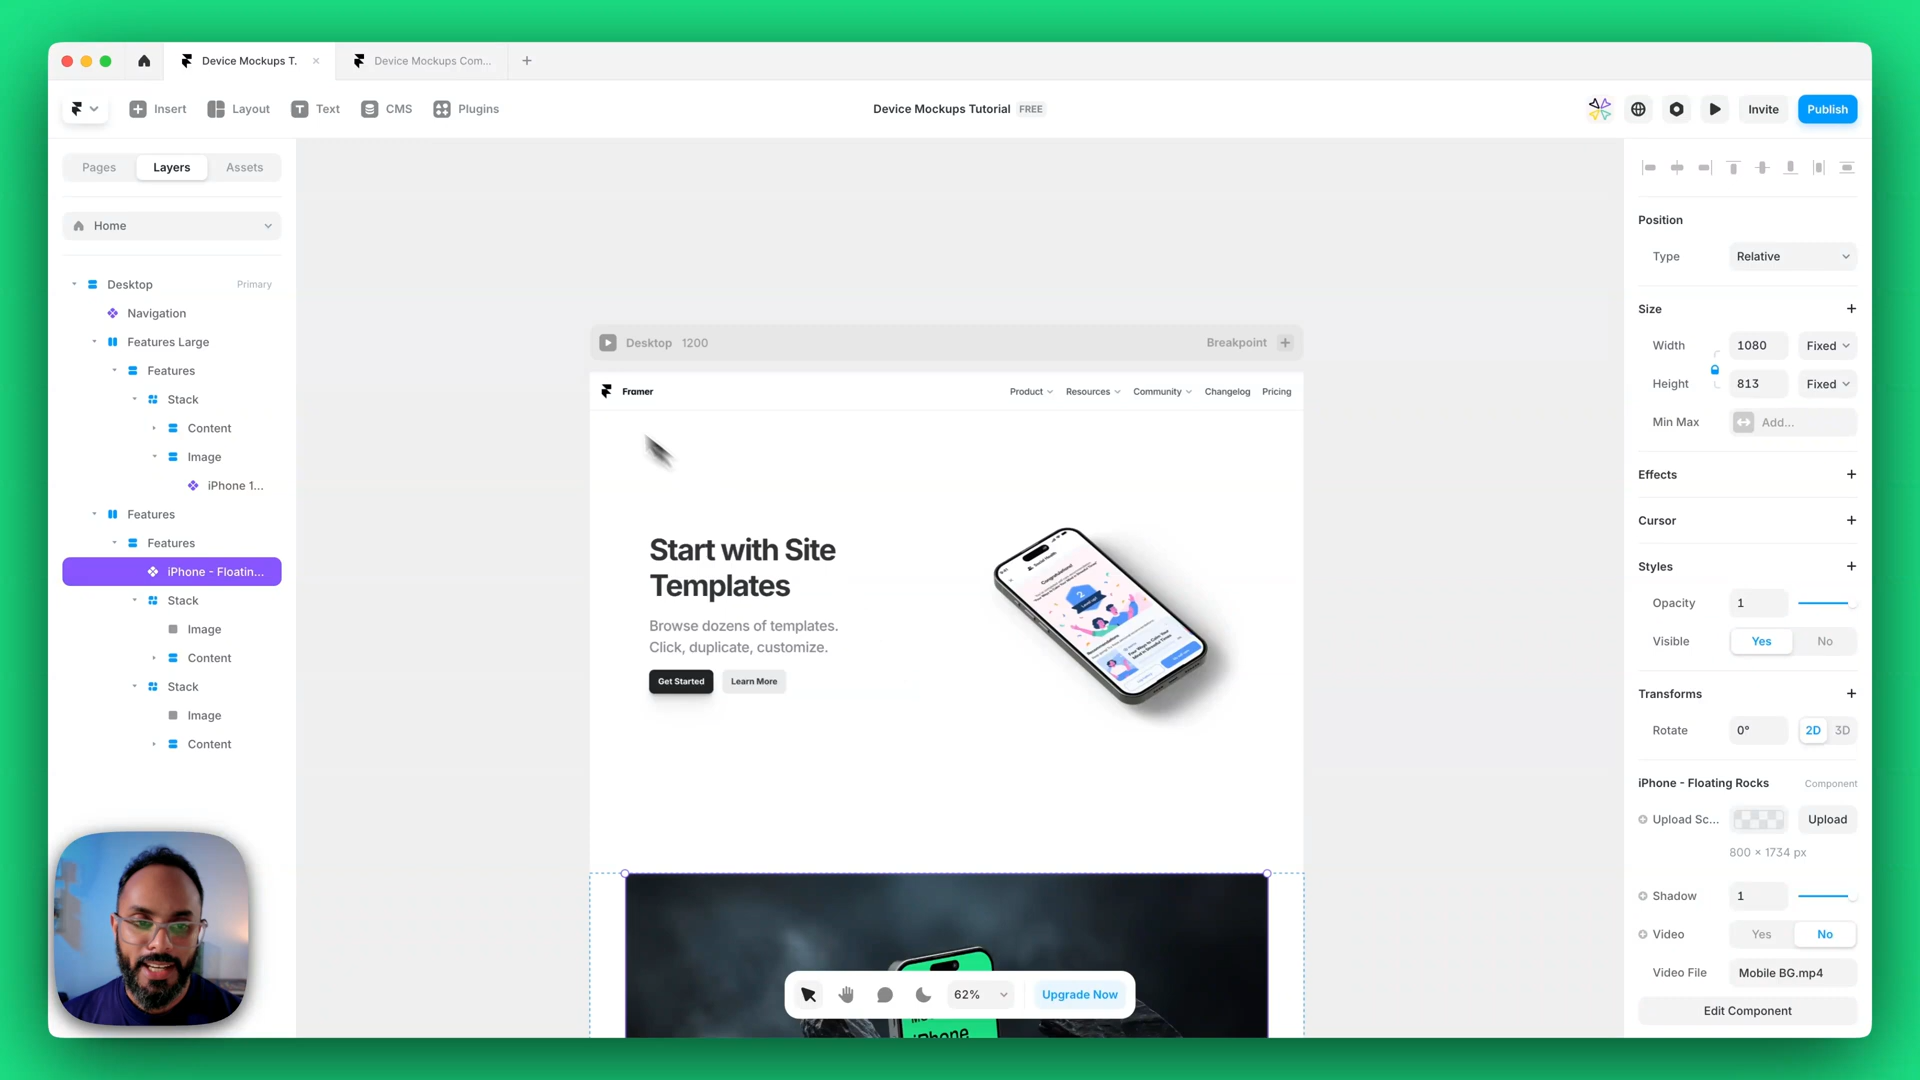 Device Mockups T.
Device Mockups Com...
Insert
Layout
Text
CMS
Plugins
Device Mockups Tutorial FREE
Invite
Publish
Pages
Layers
Assets
Home
Desktop
Primary
Navigation
Features Large
Features
Stack
Content
Image
iPhone 1...
Features
Features
iPhone - Floatin...
Stack
Image
Content
Stack
Image
Content
Desktop 1200
Breakpoint
Framer
Product
Resources
Community
Changelog
Pricing
Start with Site
Templates
Browse dozens of templates.
Click, duplicate, customize.
Get Started
Learn More
Congratulations!
2
iPhone
62%
Upgrade Now
Position
Type
Relative
Size
Width
1080
Fixed
Height
813
Fixed
Min Max
Add...
Effects
Cursor
Styles
Opacity
1
Visible
Yes
No
Transforms
Rotate
0°
2D
3D
iPhone - Floating Rocks
Component
Upload Sc...
Upload
800 × 1734 px
Shadow
1
Video
Yes
No
Video File
Mobile BG.mp4
Edit Component